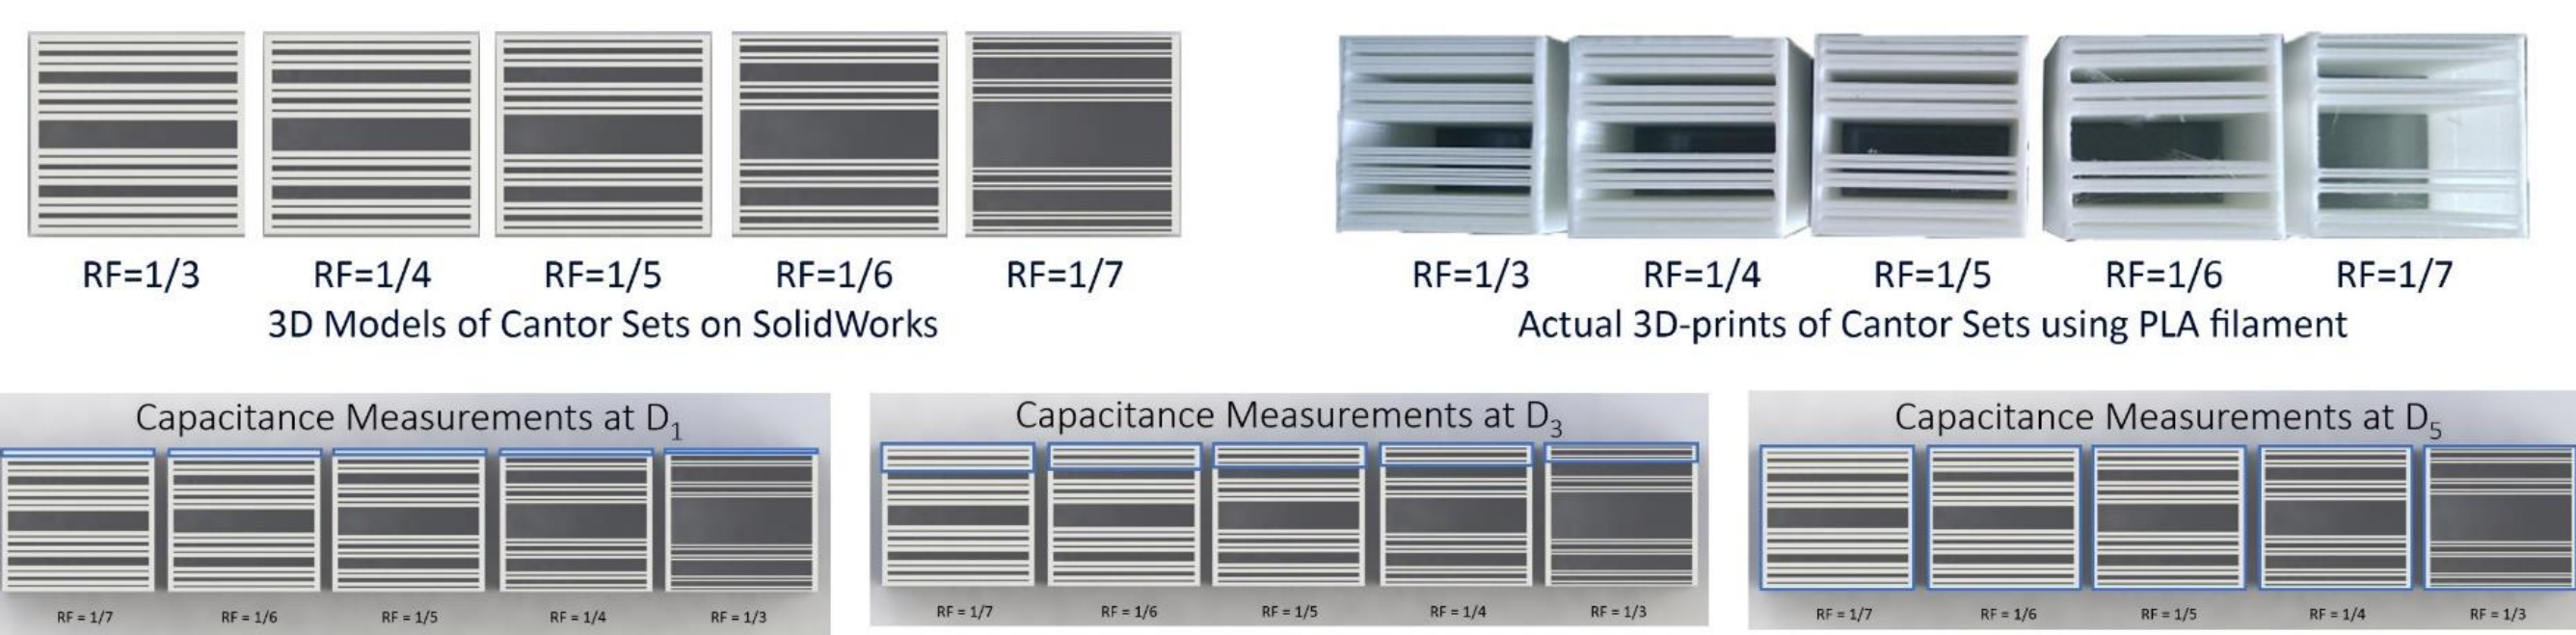 RF=1/3 RF=1/4 RF=1/5 RF=1/6 RF=1/7
3D Models of Cantor Sets on SolidWorks
RF=1/3 RF=1/4 RF=1/5 RF=1/6 RF=1/7
Actual 3D-prints of Cantor Sets using PLA filament
Capacitance Measurements at D₁
RF = 1/7 RF = 1/6 RF = 1/5 RF = 1/4 RF = 1/3
Capacitance Measurements at D₃
RF = 1/7 RF = 1/6 RF = 1/5 RF = 1/4 RF = 1/3
Capacitance Measurements at D₅
RF = 1/7 RF = 1/6 RF = 1/5 RF = 1/4 RF = 1/3